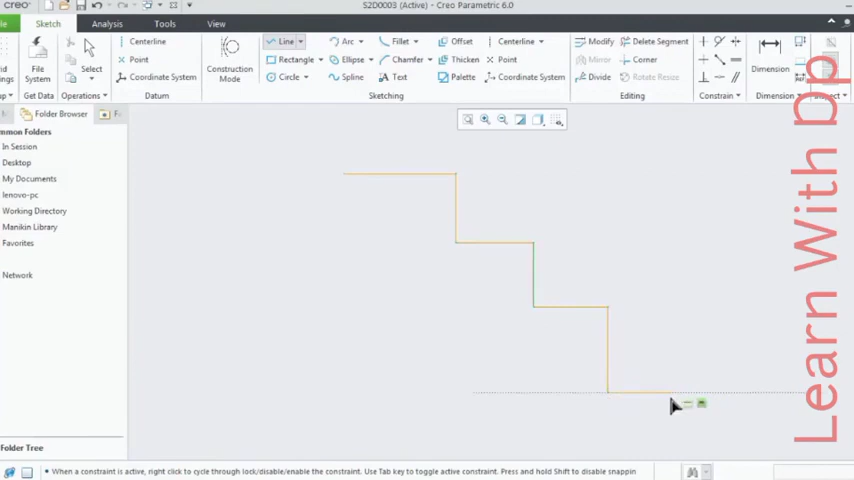 creo
S2D0003 (Active) - Creo Parametric 6.0
Sketch
Analysis
Tools
View
File System
Get Data
Select
Operations
Centerline
Point
Coordinate System
Datum
Construction Mode
Line
Rectangle
Circle
Arc
Ellipse
Spline
Fillet
Chamfer
Text
Offset
Thicken
Palette
Centerline
Point
Coordinate System
Sketching
Modify
Mirror
Divide
Delete Segment
Corner
Rotate Resize
Editing
Constrain
Dimension
Dimension
Folder Browser
F
mmon Folders
In Session
Desktop
My Documents
lenovo-pc
Working Directory
Manikin Library
Favorites
Network
Folder Tree
When a constraint is active, right click to cycle through lock/disable/enable the constraint. Use Tab key to toggle active constraint. Press and hold Shift to disable snappin
Learn With pp